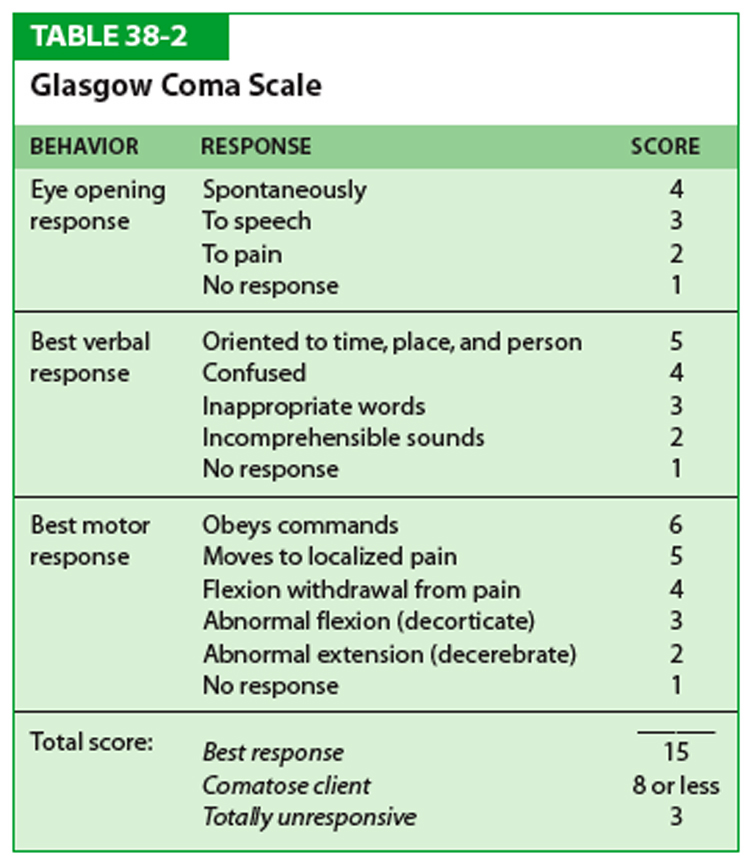 TABLE 38-2
Glasgow Coma Scale
BEHAVIOR RESPONSE SCORE
Eye opening Spontaneously 4
response To speech 3
To pain 2
No response 1
Best verbal Oriented to time, place, and person 5
response Confused 4
Inappropriate words 3
Incomprehensible sounds 2
No response 1
Best motor Obeys commands 6
response Moves to localized pain 5
Flexion withdrawal from pain 4
Abnormal flexion (decorticate) 3
Abnormal extension (decerebrate) 2
No response 1
Total score: Best response 15
Comatose client 8 or less
Totally unresponsive 3